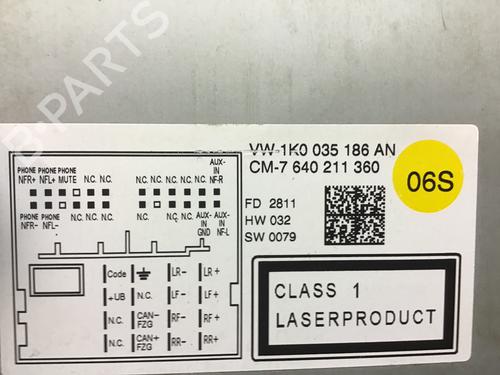 B-PARTS
VW-1K0 035 186 AN
CM-7 640 211 360
06S
FD 2811
HW 032
SW 0079
CLASS 1
LASERPRODUCT
PHONE PHONE PHONE AUX-
NFR+ NFL+ MUTE N.C. N.C. N.C. N.C. N.C. IN
NF-R
N.C. N.C. N.C. N.C. N.C. AUX- AUX-
PHONE PHONE IN IN
NFR- NFL- GND NF-L
Code LR- LR+
+UB N.C. LF- LF+
N.C. CAN- FZG RF- RF+
N.C. CAN+ FZG RR- RR+